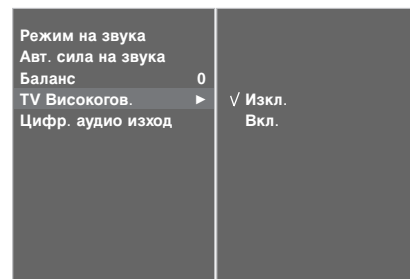 Режим на звука
Авт. сила на звука
Баланс 0
TV Високогов. ►
Цифр. аудио изход
√ Изкл.
Вкл.